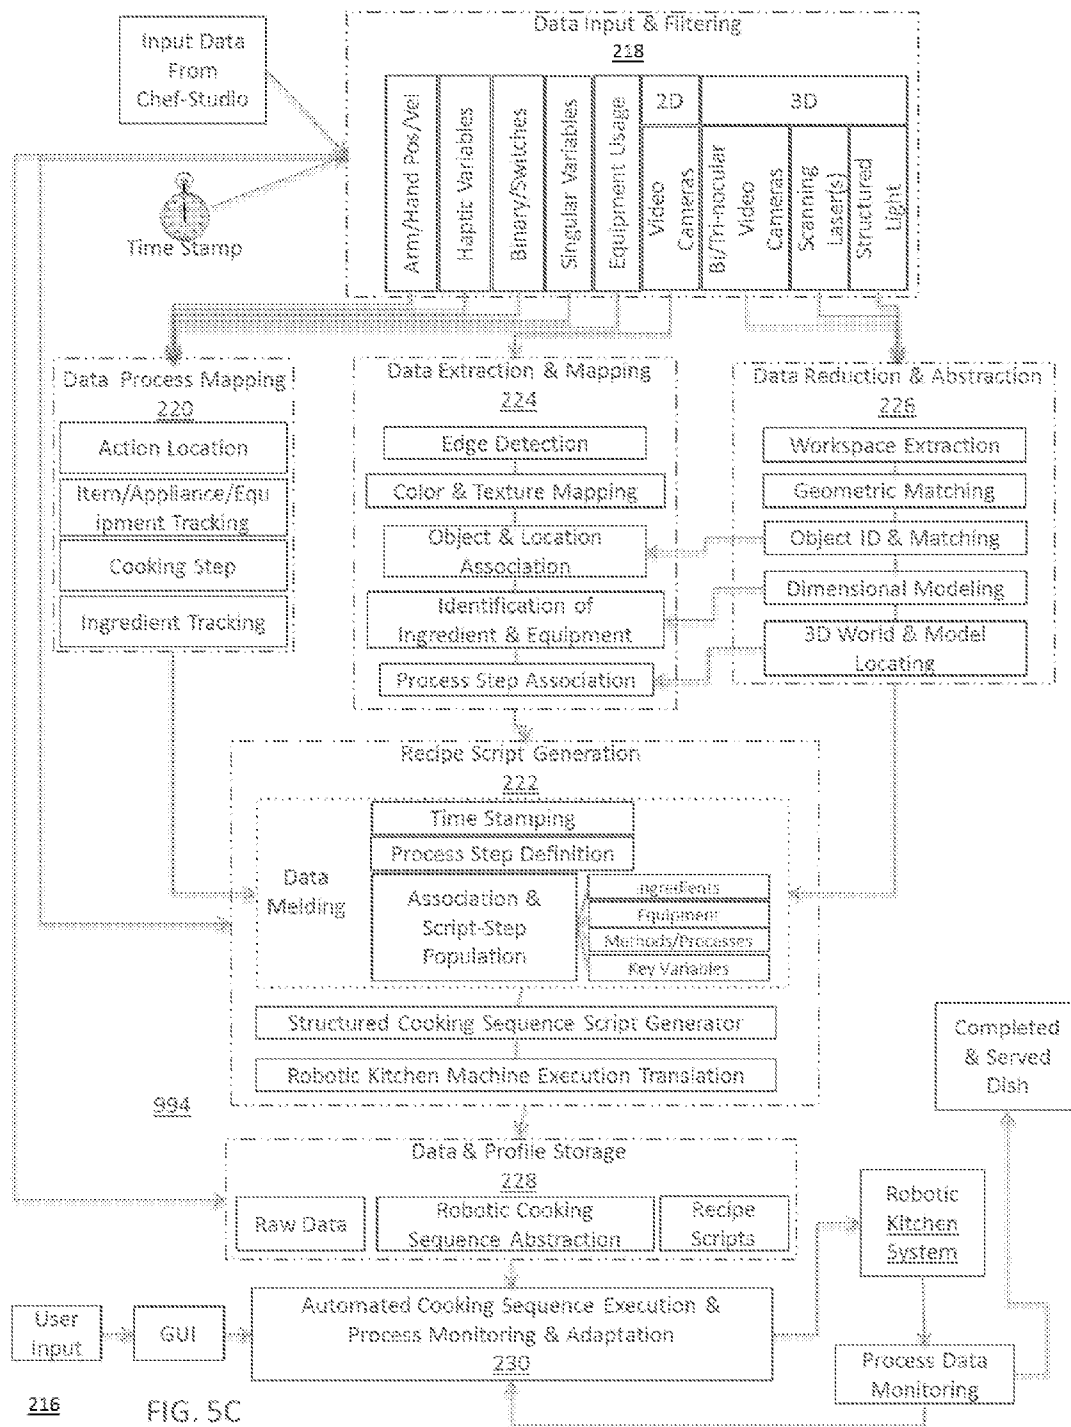 Data Input & Filtering
218
Input Data
From
Chef-Studio
Time Stamp
Arm/Hand Pos/Vel
Haptic Variables
Binary/Switches
Singular Variables
Equipment Usage
2D
Video
Cameras
3D
Bi/Tri-nocular
Video
Cameras
Scanning
Laser(s)
Structured
Light
Data Process Mapping
220
Action Location
Item/Appliance/Equ
ipment Tracking
Cooking Step
Ingredient Tracking
Data Extraction & Mapping
224
Edge Detection
Color & Texture Mapping
Object & Location
Association
Identification of
Ingredient & Equipment
Process Step Association
Data Reduction & Abstraction
226
Workspace Extraction
Geometric Matching
Object ID & Matching
Dimensional Modeling
3D World & Model
Locating
Recipe Script Generation
222
Data
Melding
Time Stamping
Process Step Definition
Association &
Script-Step
Population
Ingredients
Equipment
Methods/Processes
Key Variables
Structured Cooking Sequence Script Generator
Robotic Kitchen Machine Execution Translation
994
Data & Profile Storage
228
Raw Data
Robotic Cooking
Sequence Abstraction
Recipe
Scripts
Completed
& Served
Dish
Robotic
Kitchen
System
User
Input
GUI
Automated Cooking Sequence Execution &
Process Monitoring & Adaptation
230
Process Data
Monitoring
216
FIG. 5C